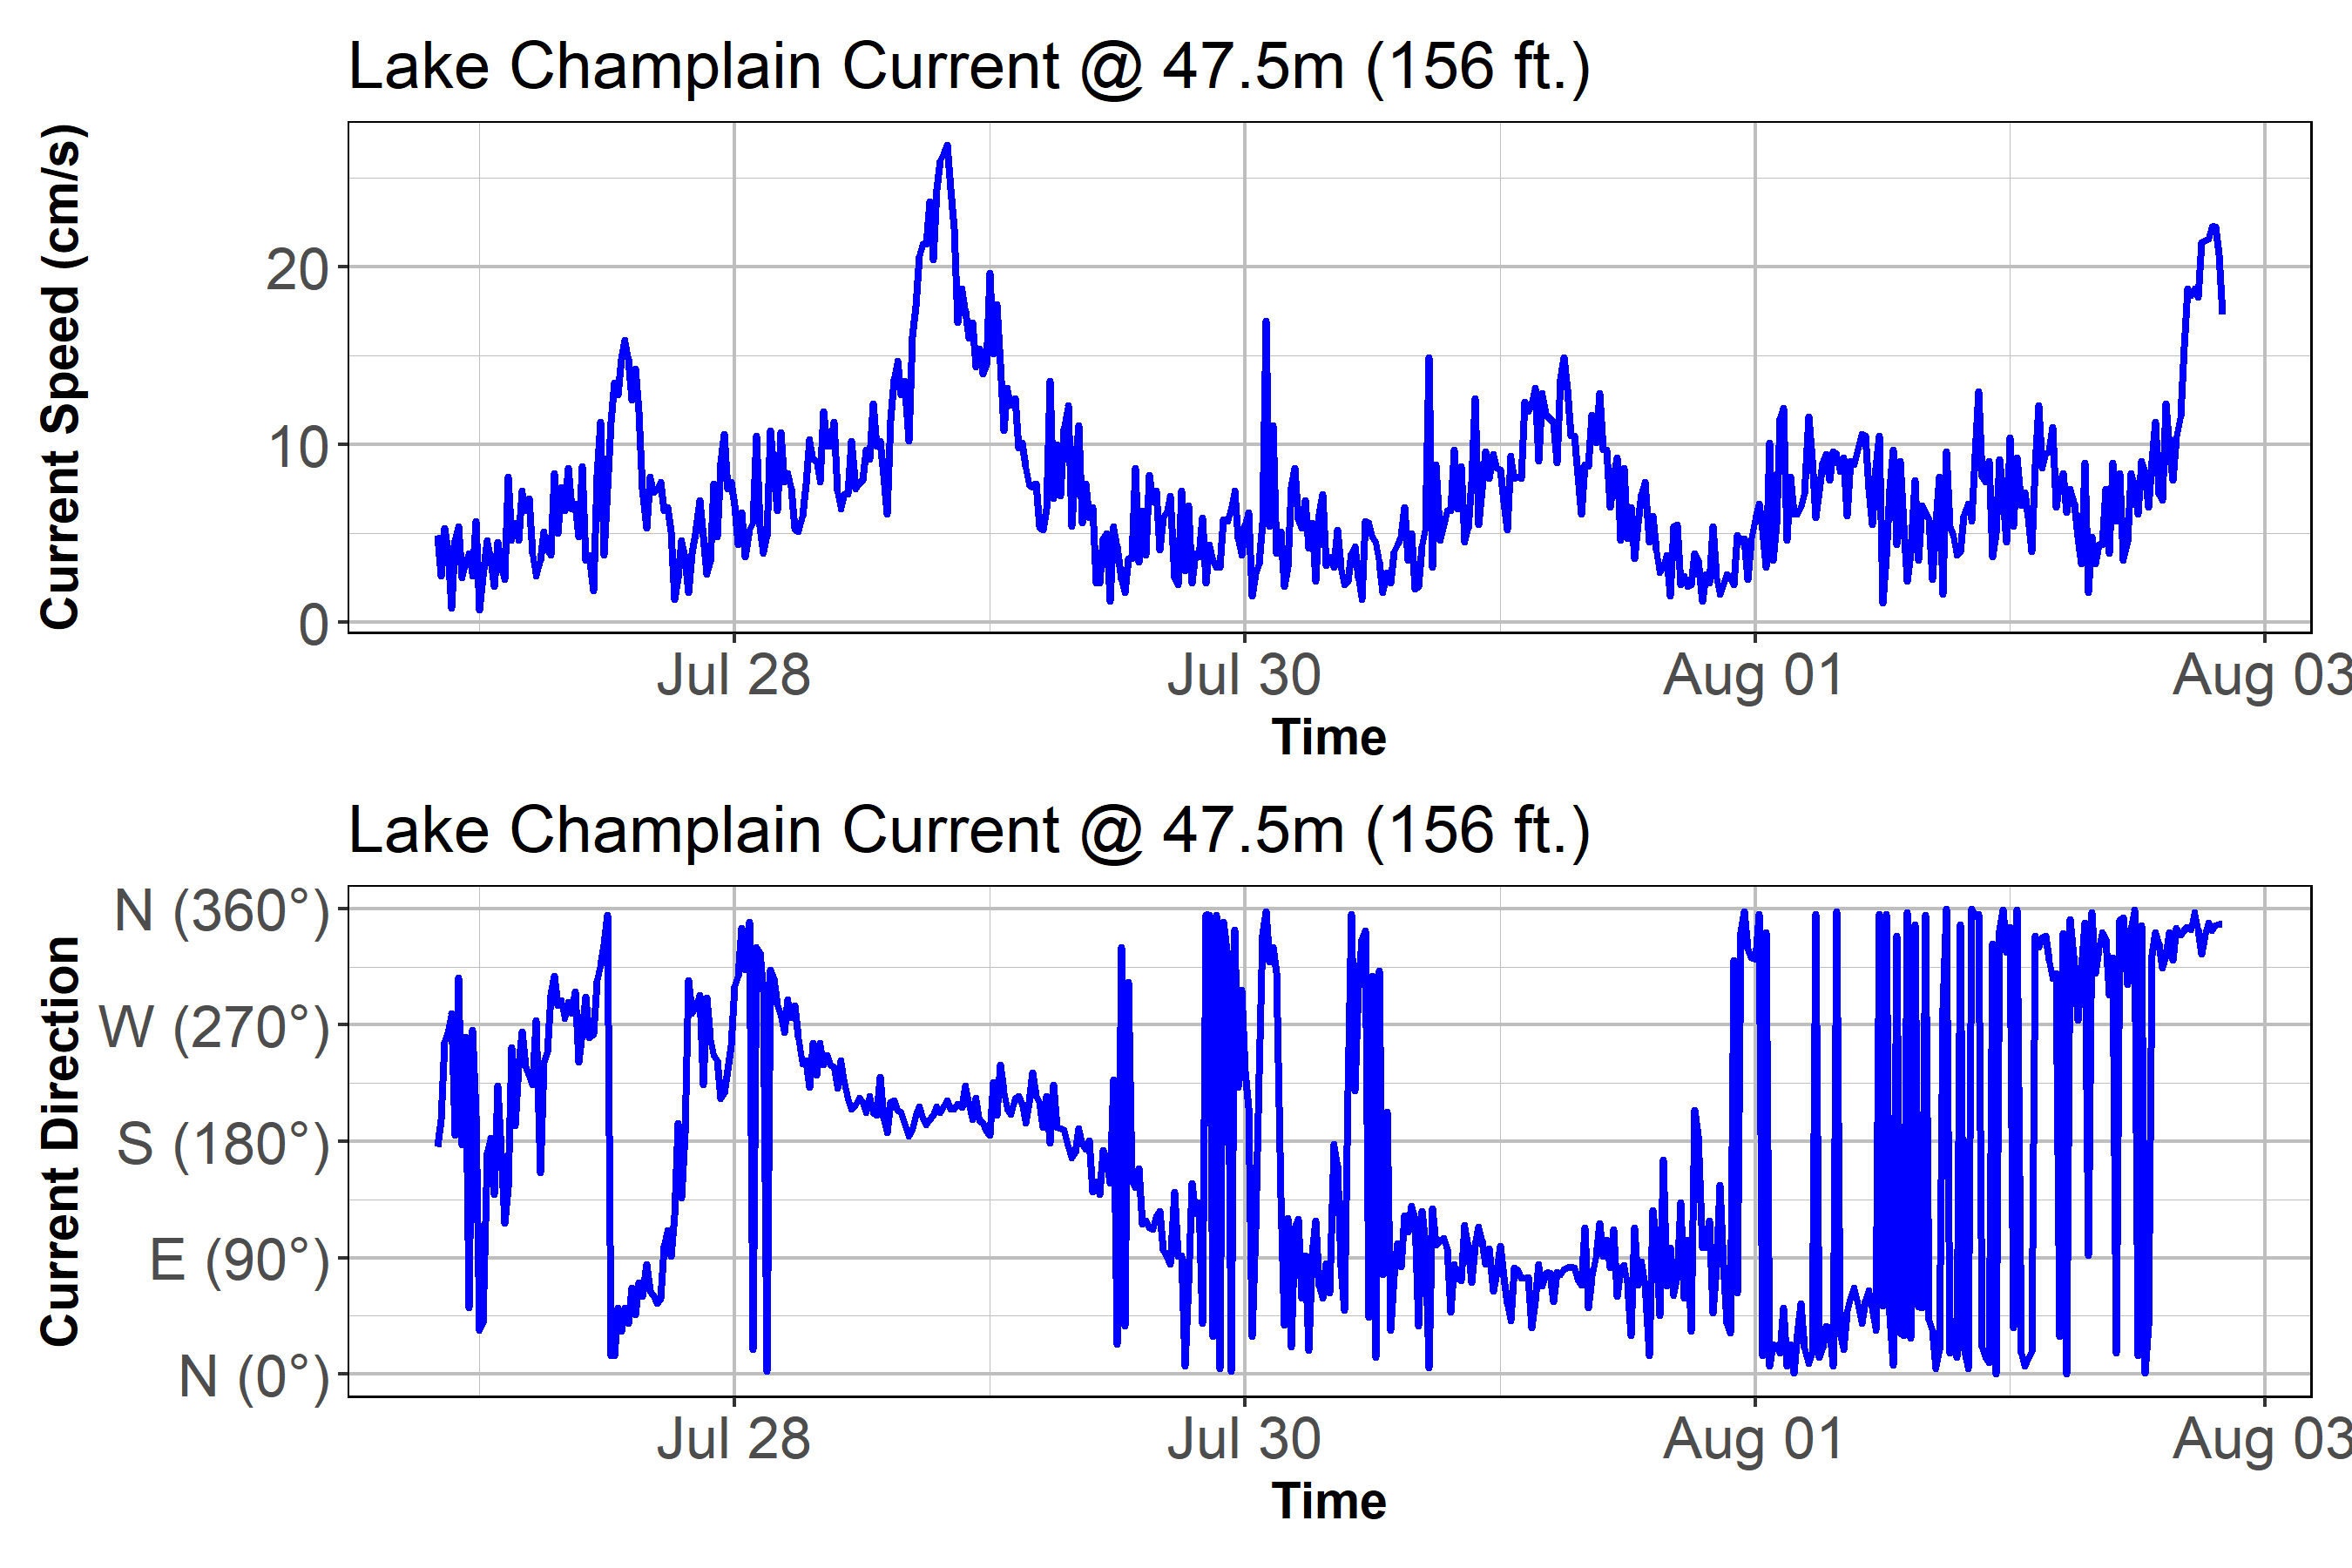 Lake Champlain Current @ 47.5m (156 ft.)
Current Speed (cm/s)
20
10
0
Jul 28 Jul 30 Aug 01 Aug 03
Time
Lake Champlain Current @ 47.5m (156 ft.)
Current Direction
N (360°)
W (270°)
S (180°)
E (90°)
N (0°)
Jul 28 Jul 30 Aug 01 Aug 03
Time